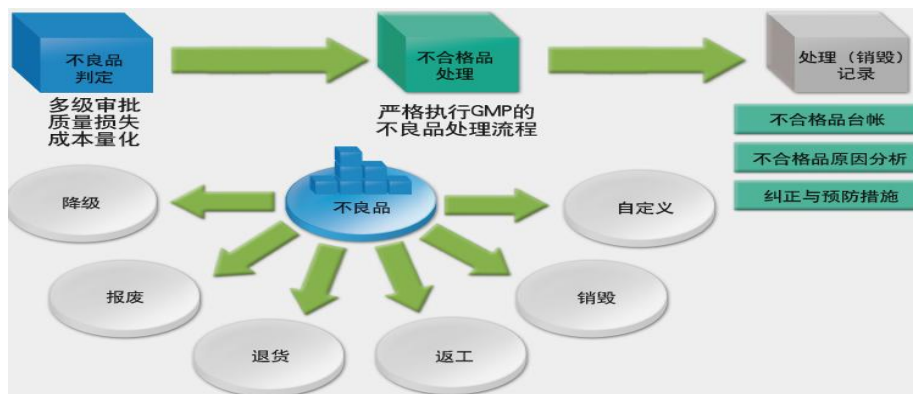 不良品
判定
不合格品
处理
处理（销毁）
记录
多级审批
质量损失
成本量化
严格执行GMP的
不良品处理流程
不合格品台帐
不合格品原因分析
纠正与预防措施
降级
不良品
自定义
报废
销毁
退货
返工